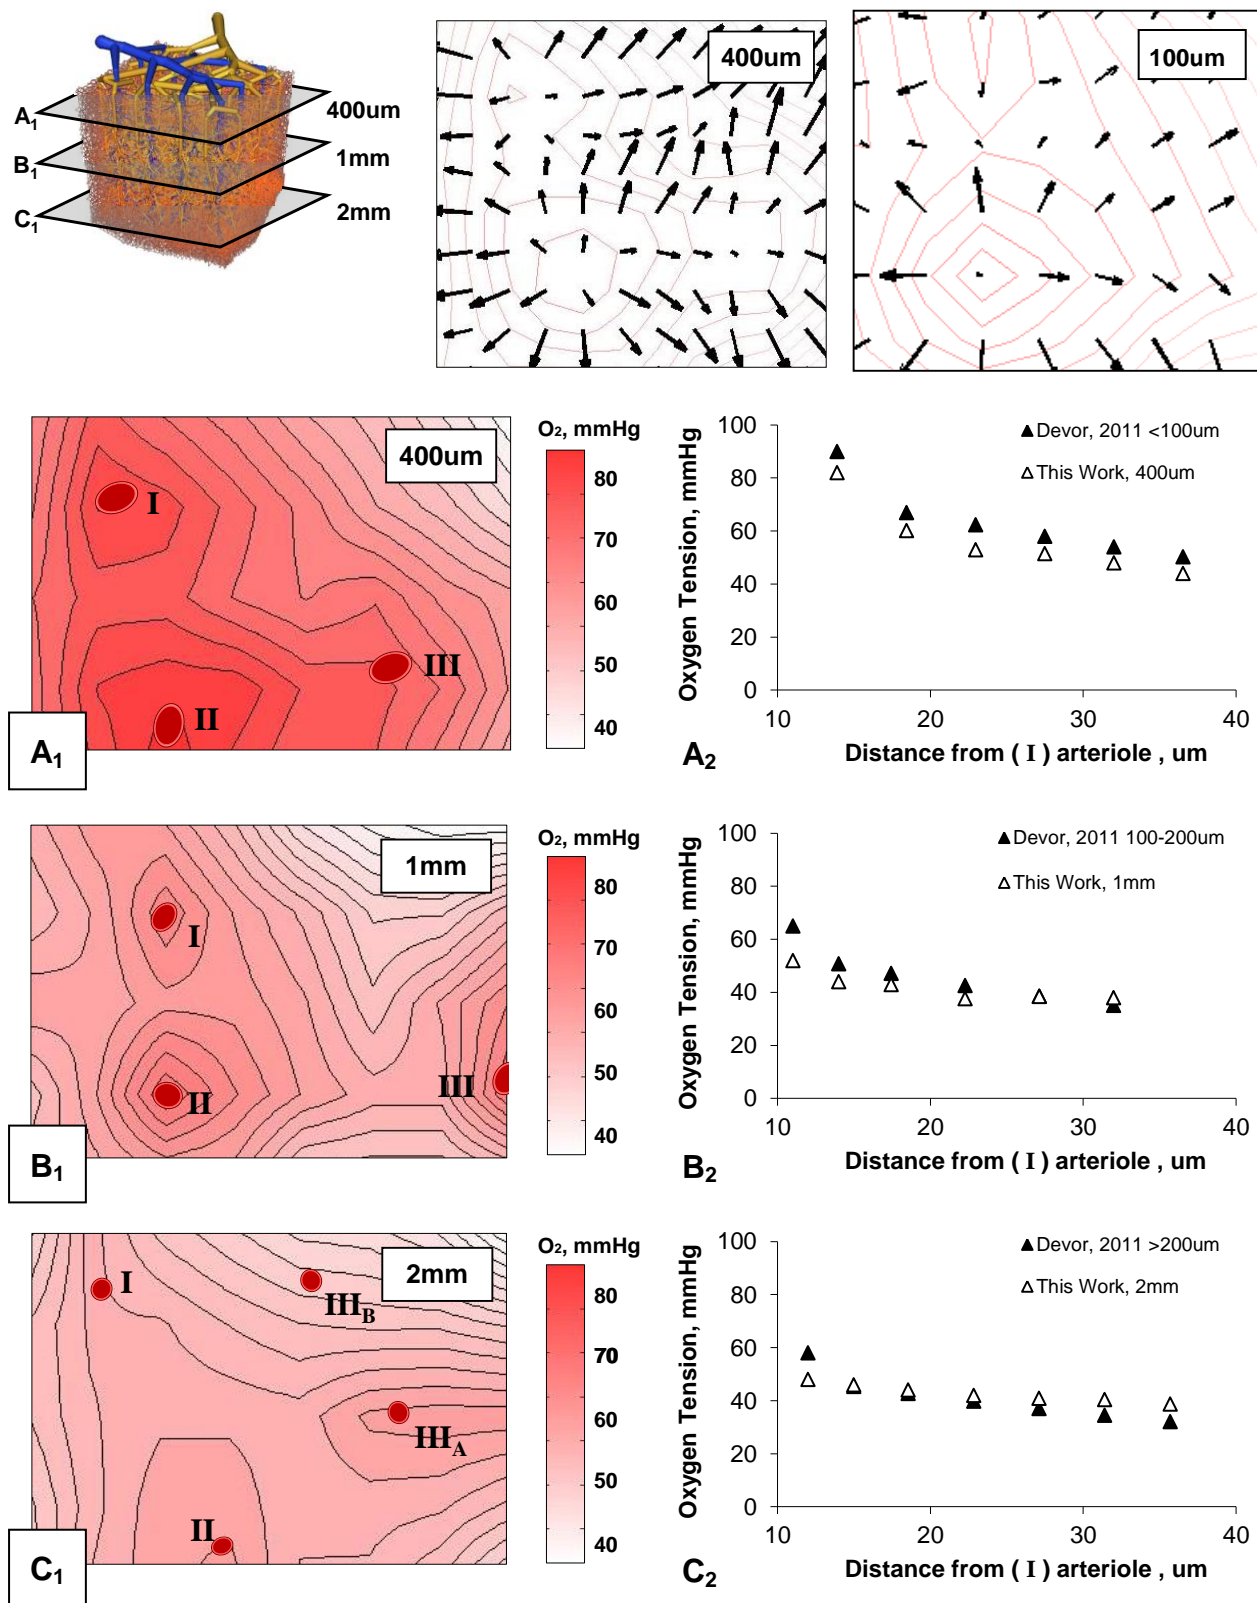 A1
400um
B1
1mm
C1
2mm
400um
100um
400um
I
II
III
A1
O2, mmHg
80
70
60
50
40
Oxygen Tension, mmHg
100
80
60
40
20
0
10 20 30 40
▲ Devor, 2011 <100um
△ This Work, 400um
A2
Distance from ( I ) arteriole , um
1mm
I
II
III
B1
O2, mmHg
80
70
60
50
40
Oxygen Tension, mmHg
100
80
60
40
20
0
10 20 30 40
▲ Devor, 2011 100-200um
△ This Work, 1mm
B2
Distance from ( I ) arteriole , um
2mm
I
IIIB
IIIA
II
C1
O2, mmHg
80
70
60
50
40
Oxygen Tension, mmHg
100
80
60
40
20
0
10 20 30 40
▲ Devor, 2011 >200um
△ This Work, 2mm
C2
Distance from ( I ) arteriole , um